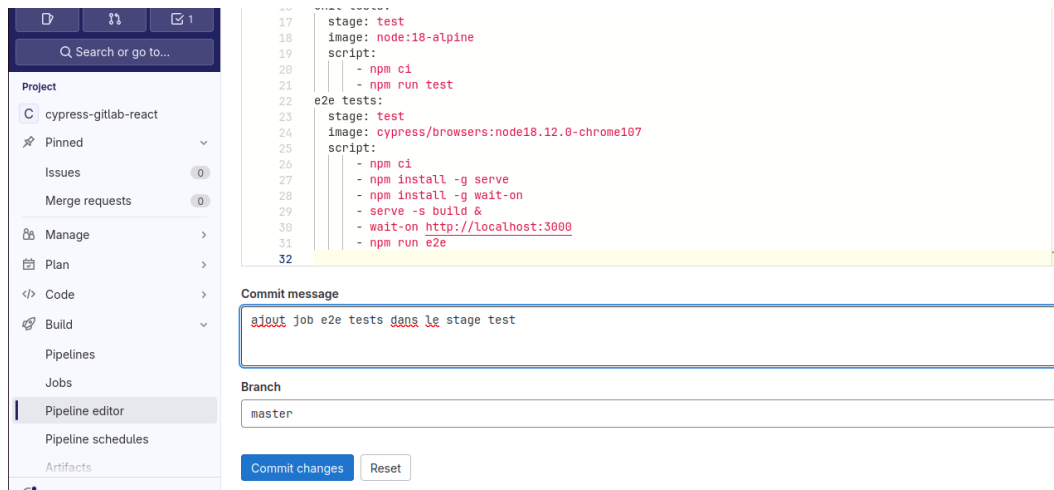 1
Search or go to...
Project
C cypress-gitlab-react
Pinned
Issues 0
Merge requests 0
Manage
Plan
Code
Build
Pipelines
Jobs
Pipeline editor
Pipeline schedules
Artifacts
16 unit tests:
17 stage: test
18 image: node:18-alpine
19 script:
20 - npm ci
21 - npm run test
22 e2e tests:
23 stage: test
24 image: cypress/browsers:node18.12.0-chrome107
25 script:
26 - npm ci
27 - npm install -g serve
28 - npm install -g wait-on
29 - serve -s build &
30 - wait-on http://localhost:3000
31 - npm run e2e
32
Commit message
ajout job e2e tests dans le stage test
Branch
master
Commit changes Reset